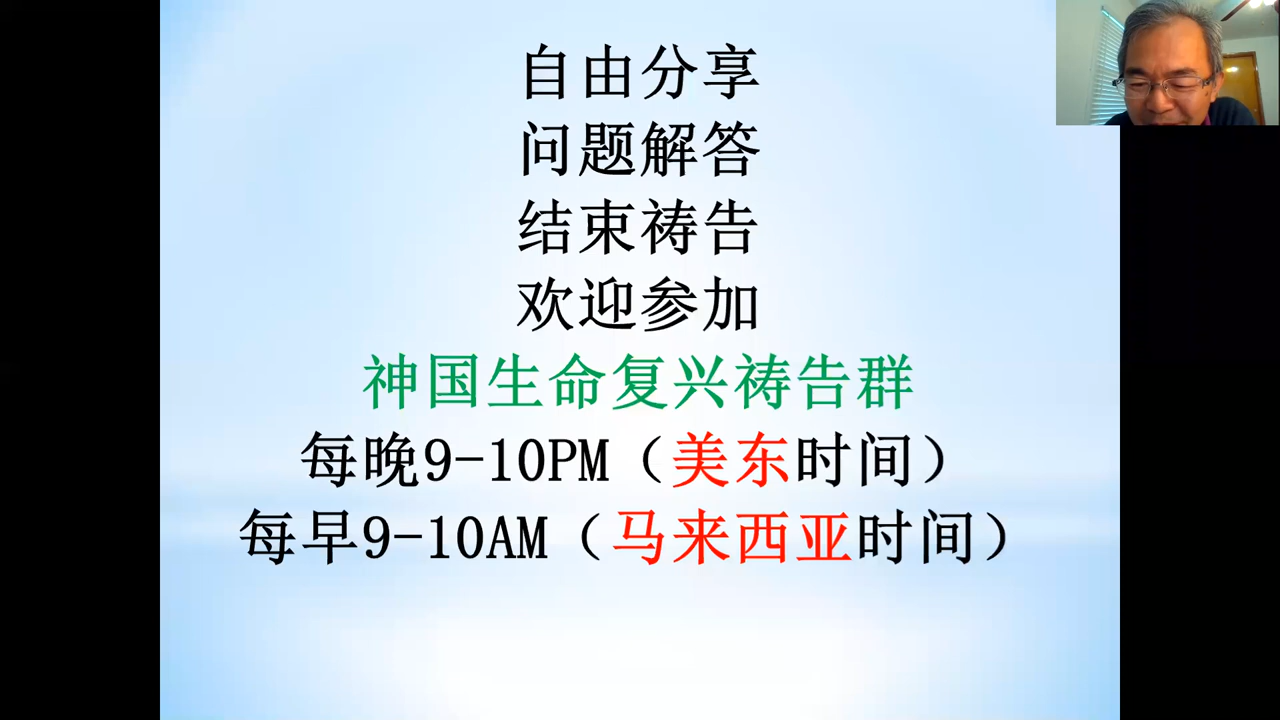 自由分享
问题解答
结束祷告
欢迎参加
神国生命复兴祷告群
每晚9-10PM（美东时间）
每早9-10AM（马来西亚时间）